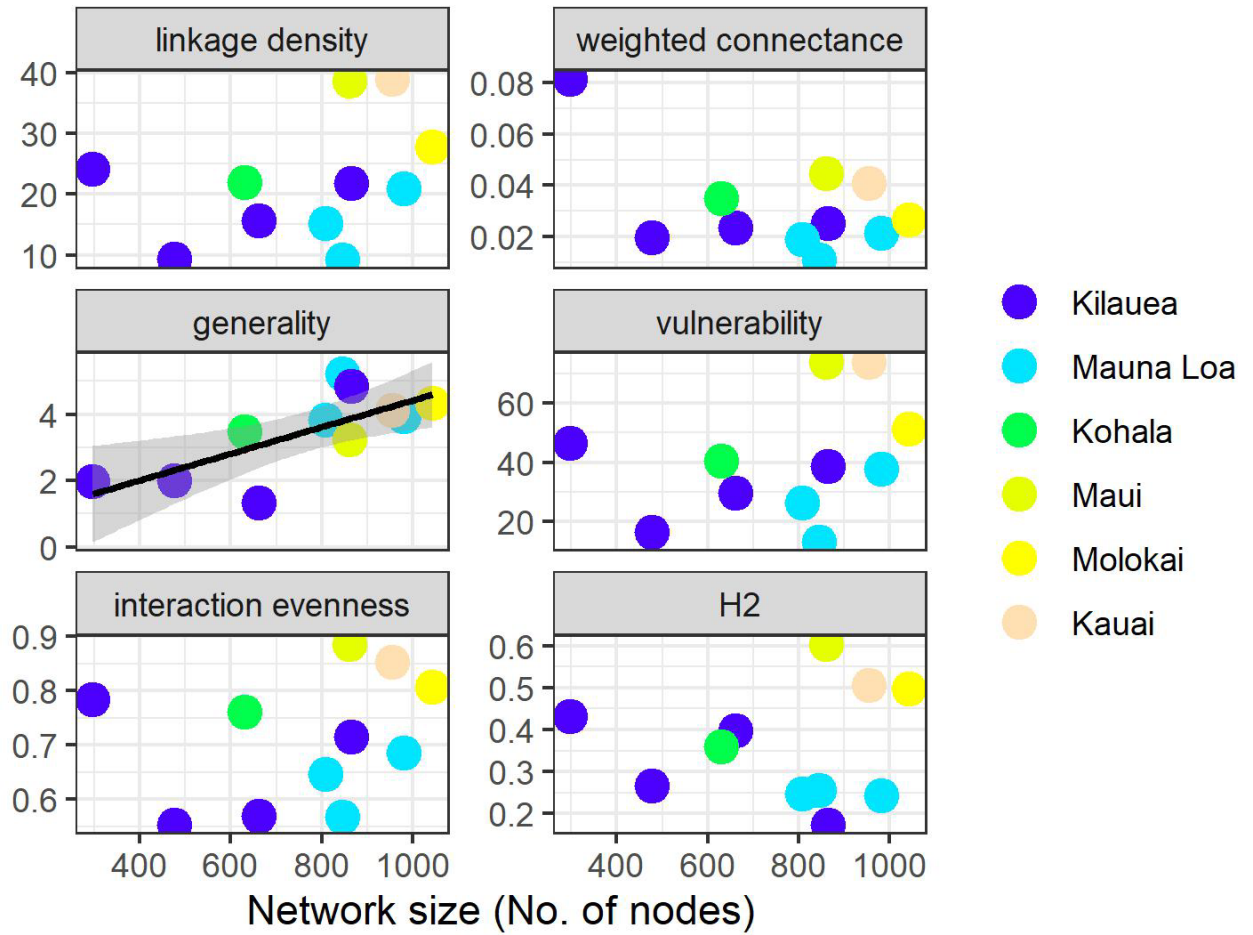 linkage density
weighted connectance
40
30
20
10
0.08
0.06
0.04
0.02
generality
vulnerability
4
2
0
60
40
20
interaction evenness
H2
0.9
0.8
0.7
0.6
0.6
0.5
0.4
0.3
0.2
400 600 800 1000
400 600 800 1000
Network size (No. of nodes)
Kilauea
Mauna Loa
Kohala
Maui
Molokai
Kauai